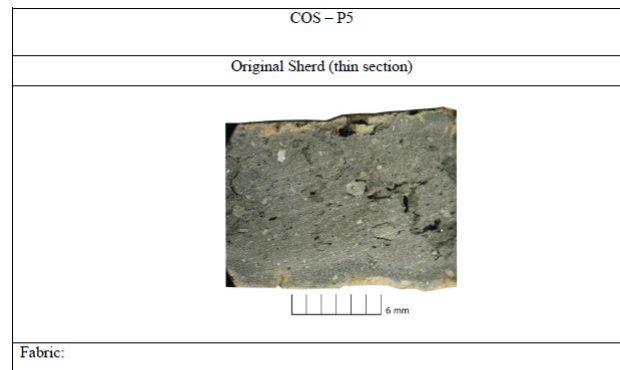 COS – P5
Original Sherd (thin section)
6 mm
Fabric: